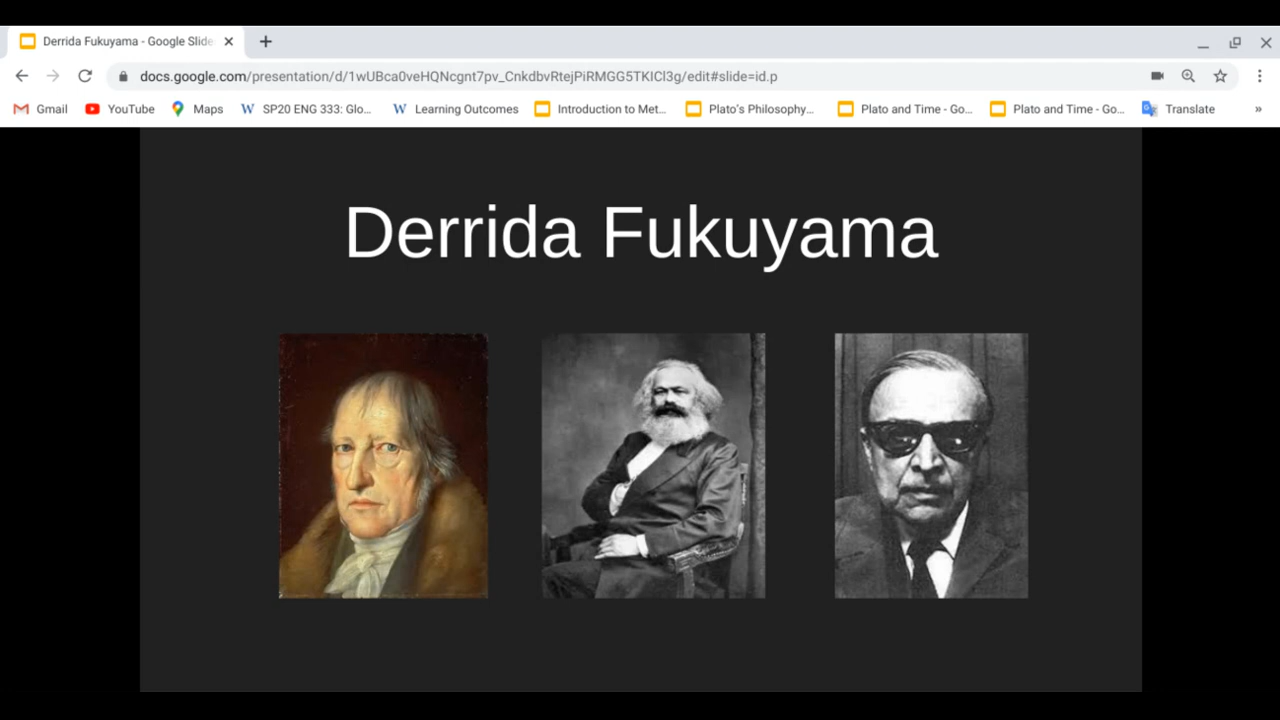 Derrida Fukuyama - Google Slide
docs.google.com/presentation/d/1wUBca0veHQNcgnt7pv_CnkdbvRtejPiRMGG5TKICl3g/edit#slide=id.p
Gmail YouTube Maps SP20 ENG 333: Glo... Learning Outcomes Introduction to Met... Plato's Philosophy... Plato and Time - Go... Plato and Time - Go... Translate
Derrida Fukuyama